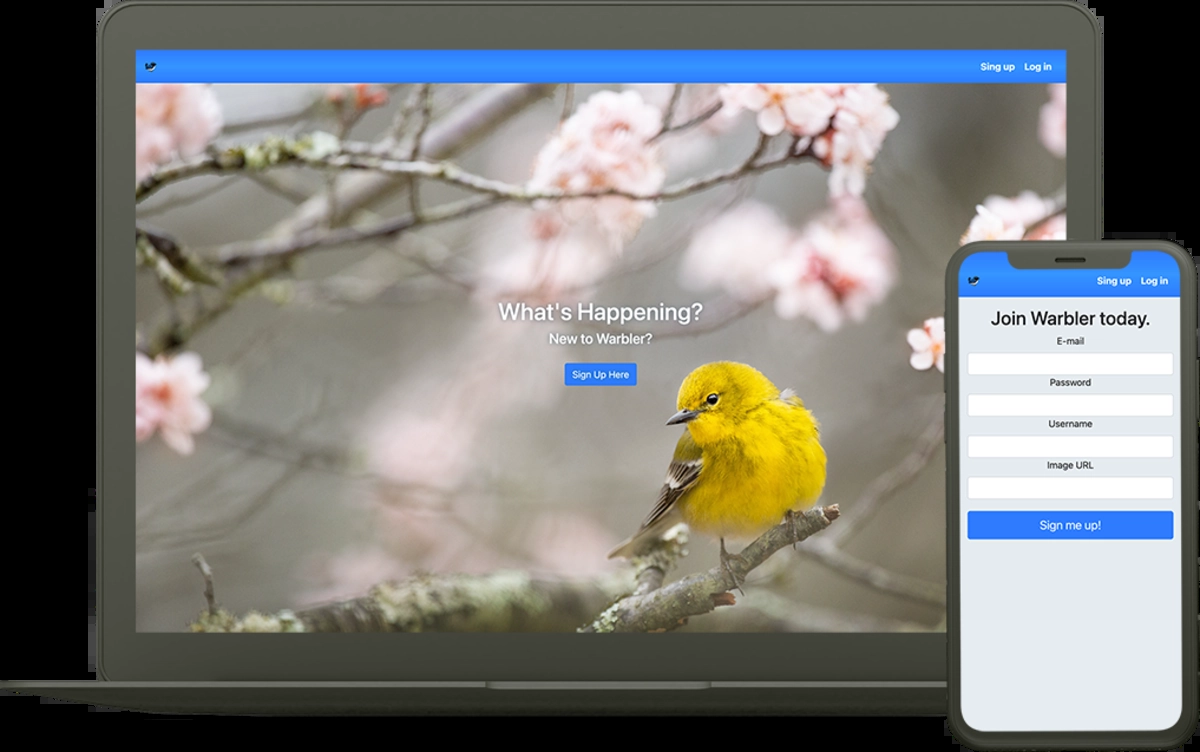 Sing up Log in
What's Happening?
New to Warbler?
Sign Up Here
Sing up Log in
Join Warbler today.
E-mail
Password
Username
Image URL
Sign me up!